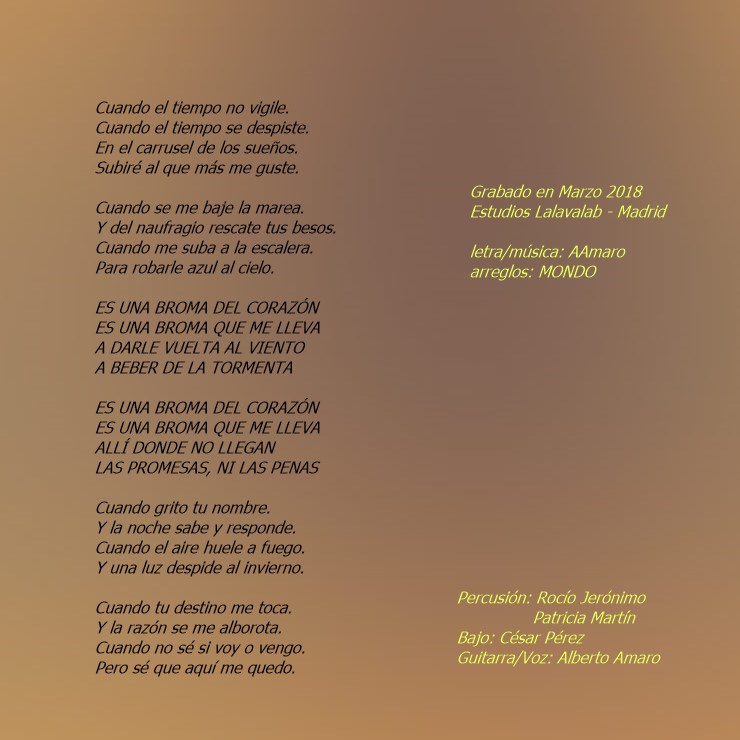 Cuando el tiempo no vigile.
Cuando el tiempo se despiste.
En el carrusel de los sueños.
Subiré al que más me guste.
Cuando se me baje la marea.
Y del naufragio rescate tus besos.
Cuando me suba a la escalera.
Para robarle azul al cielo.
ES UNA BROMA DEL CORAZÓN
ES UNA BROMA QUE ME LLEVA
A DARLE VUELTA AL VIENTO
A BEBER DE LA TORMENTA
ES UNA BROMA DEL CORAZÓN
ES UNA BROMA QUE ME LLEVA
ALLÍ DONDE NO LLEGAN
LAS PROMESAS, NI LAS PENAS
Cuando grito tu nombre.
Y la noche sabe y responde.
Cuando el aire huele a fuego.
Y una luz despide al invierno.
Cuando tu destino me toca.
Y la razón se me alborota.
Cuando no sé si voy o vengo.
Pero sé que aquí me quedo.
Grabado en Marzo 2018
Estudios Lalavalab - Madrid
letra/música: AAmaro
arreglos: MONDO
Percusión: Rocío Jerónimo
Patricia Martín
Bajo: César Pérez
Guitarra/Voz: Alberto Amaro